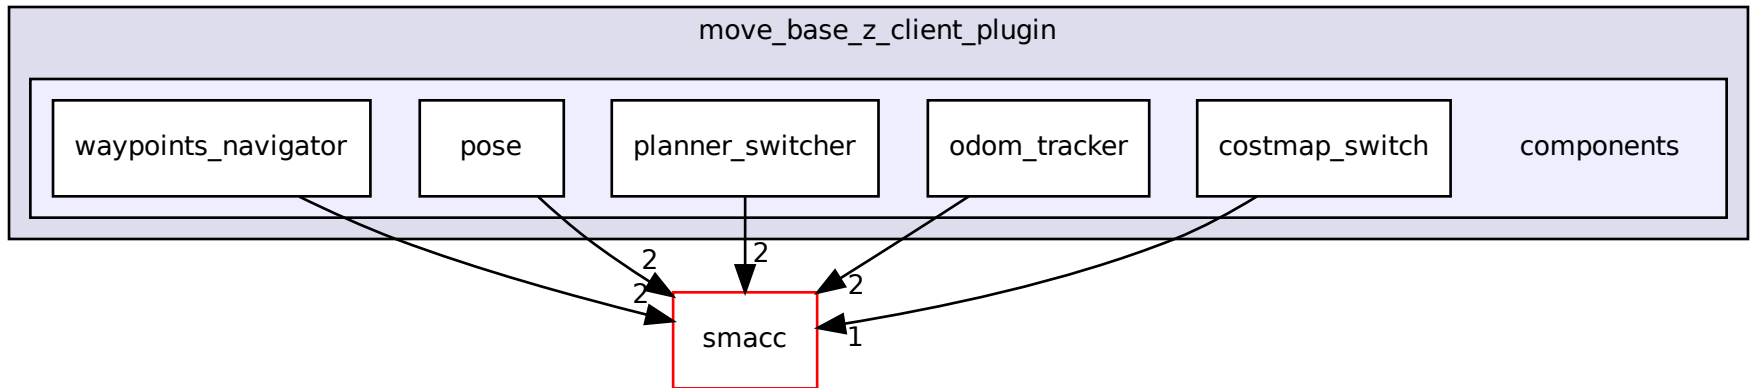 move_base_z_client_plugin
waypoints_navigator
pose
planner_switcher
odom_tracker
costmap_switch
components
2
2
2
2
1
smacc